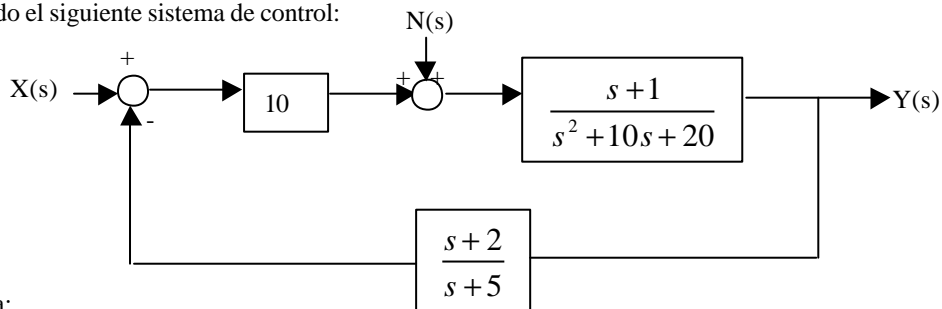 do el siguiente sistema de control:
N(s)
+
X(s)
10
+ +
s + 1
s² + 10s + 20
Y(s)
-
s + 2
s + 5